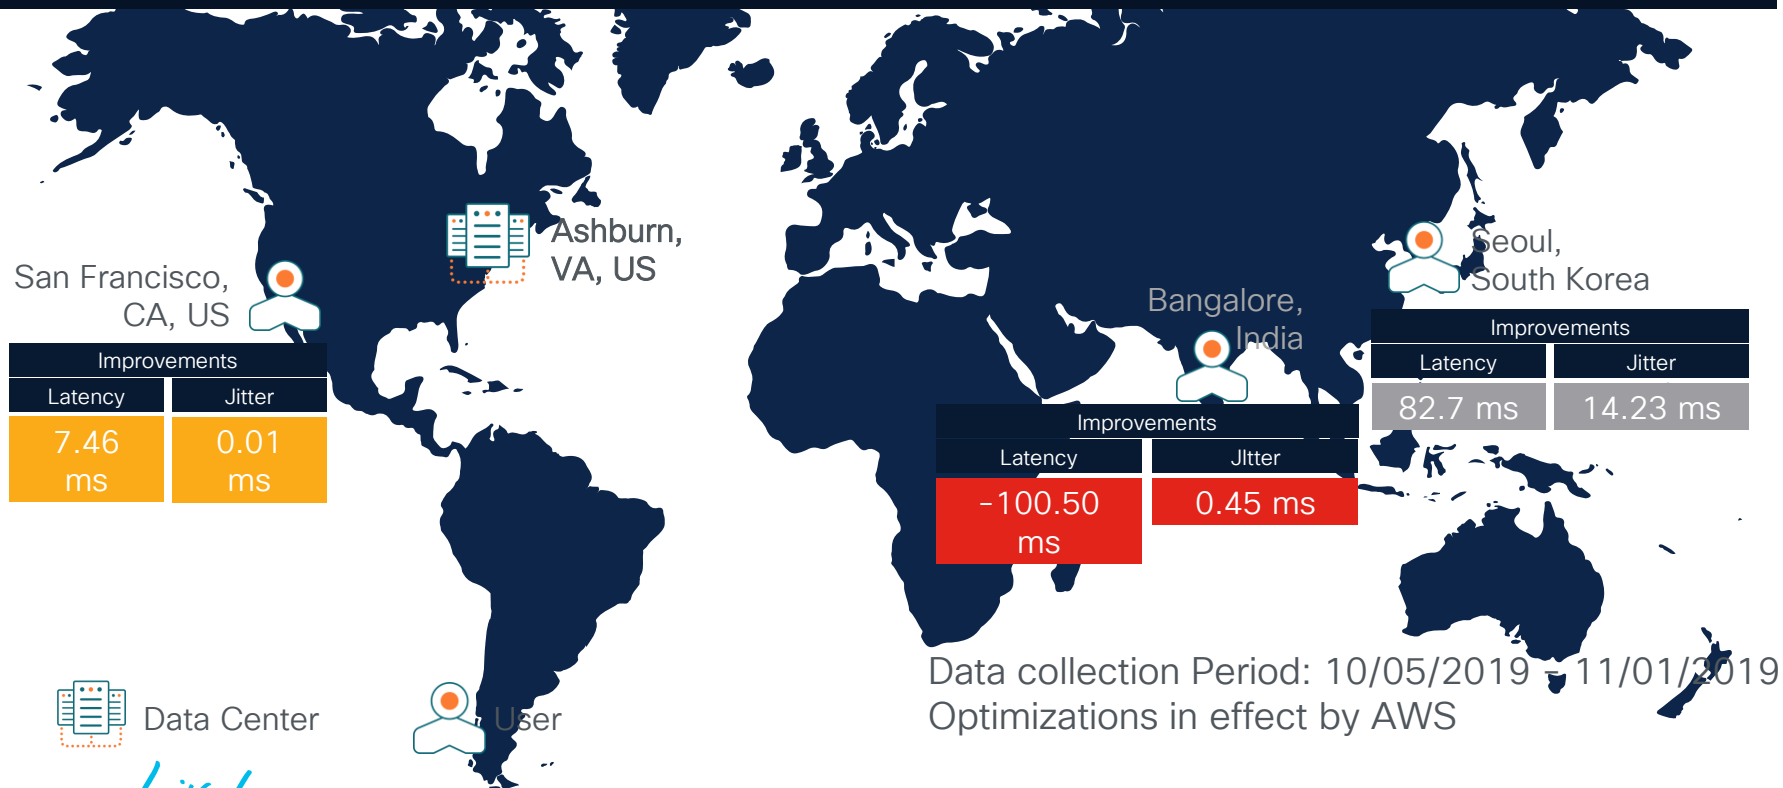 Ashburn,
VA, US
San Francisco,
CA, US
Improvements
Latency Jitter
7.46
ms
0.01
ms
Bangalore,
India
Improvements
Latency JItter
-100.50
ms
0.45 ms
Seoul,
South Korea
Improvements
Latency Jitter
82.7 ms 14.23 ms
Data collection Period: 10/05/2019 - 11/01/2019
Optimizations in effect by AWS
Data Center
User